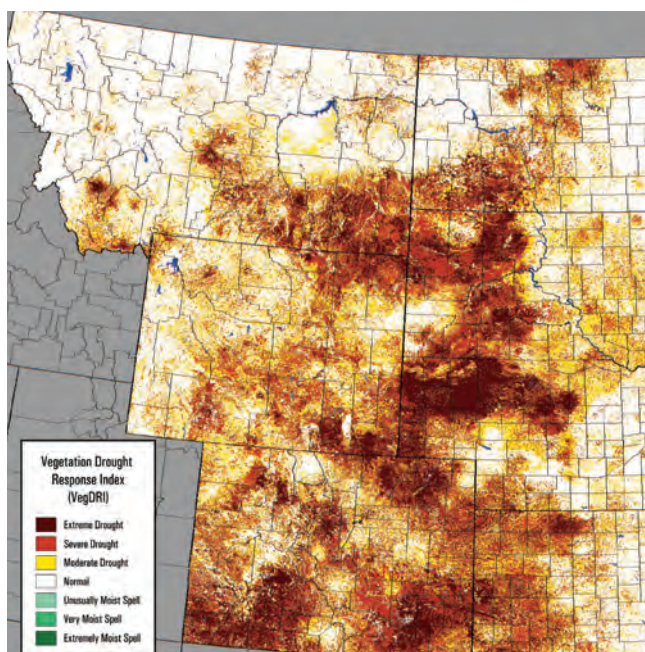 Vegetation Drought
Response Index
(VegDRI)
Extreme Drought
Severe Drought
Moderate Drought
Normal
Unusually Moist Spell
Very Moist Spell
Extremely Moist Spell